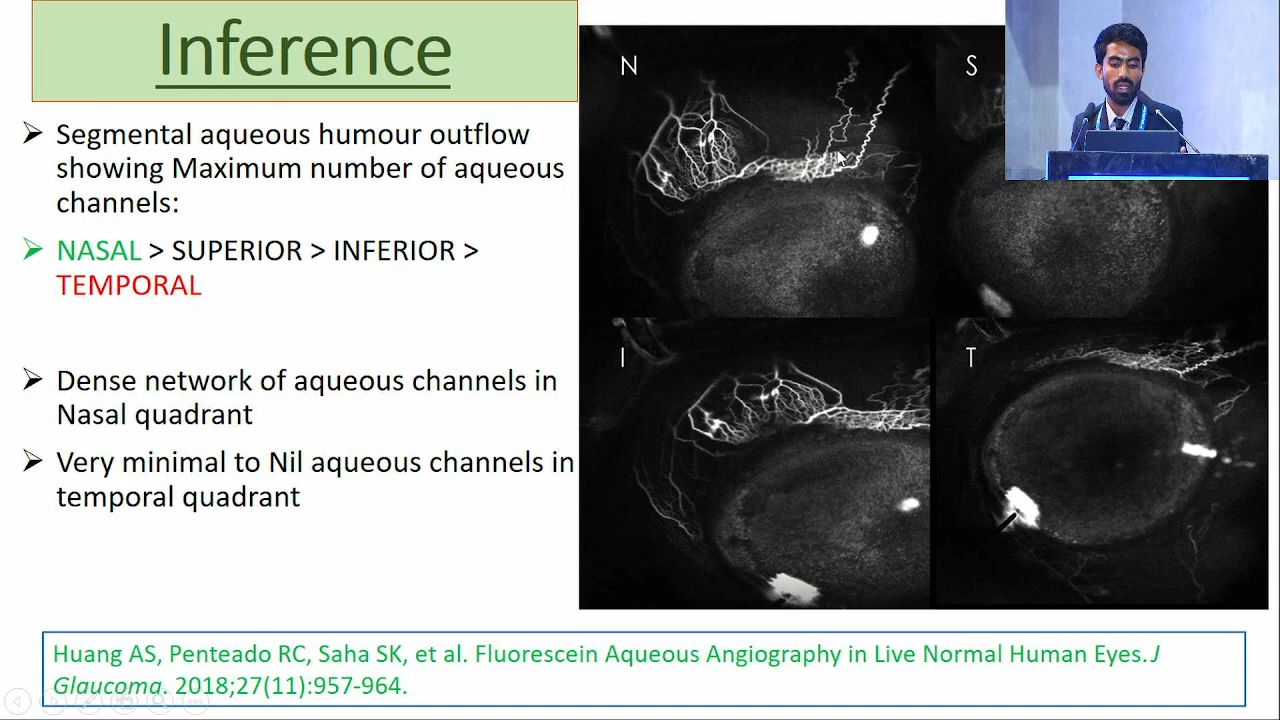 Inference
Segmental aqueous humour outflow
showing Maximum number of aqueous
channels:
NASAL > SUPERIOR > INFERIOR >
TEMPORAL
Dense network of aqueous channels in
Nasal quadrant
Very minimal to Nil aqueous channels in
temporal quadrant
N
S
I
T
Huang AS, Penteado RC, Saha SK, et al. Fluorescein Aqueous Angiography in Live Normal Human Eyes. J
Glaucoma. 2018;27(11):957-964.